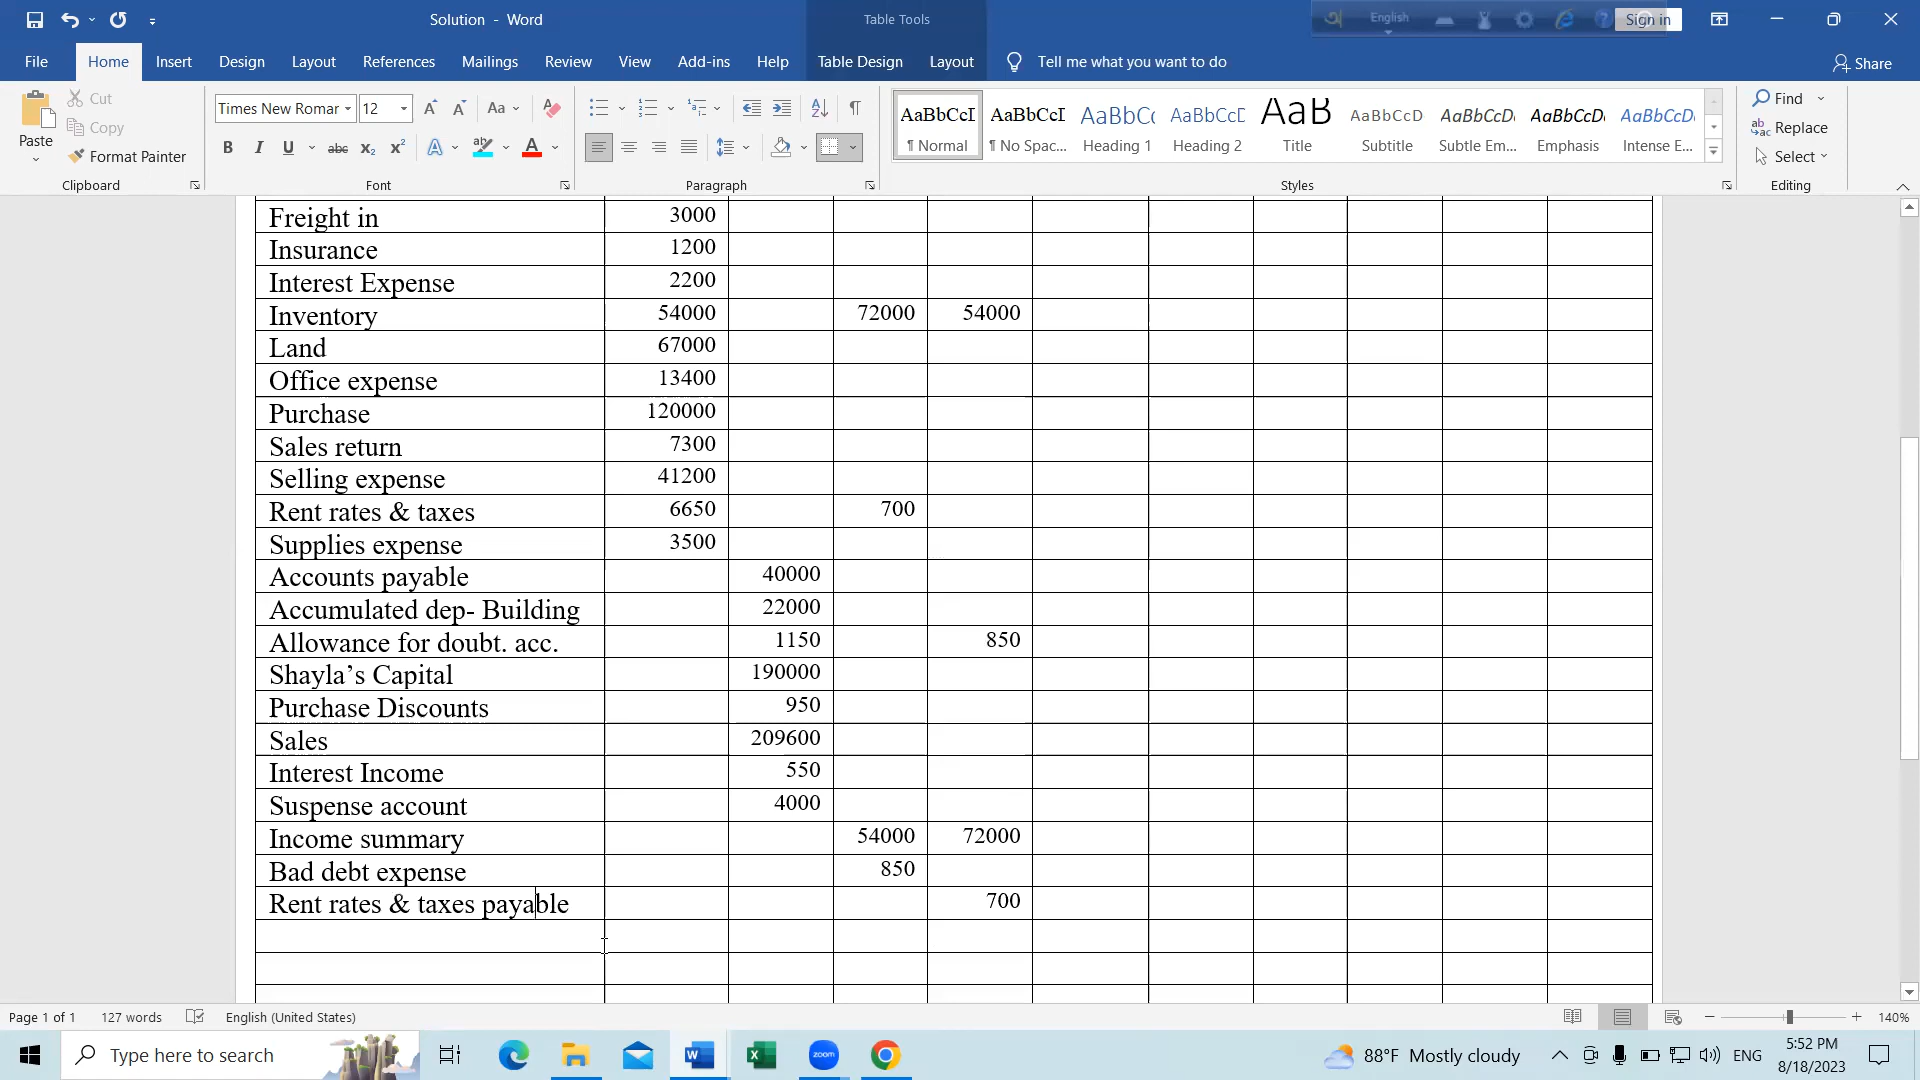 Solution - Word
Table Tools
English
Sign in
File
Home
Insert
Design
Layout
References
Mailings
Review
View
Add-ins
Help
Table Design
Layout
Tell me what you want to do
Share
Paste
Cut
Copy
Format Painter
Clipboard
Times New Romar
12
Font
Paragraph
AaBbCcI
¶ Normal
AaBbCcI
¶ No Spac...
AaBbCc
Heading 1
AaBbCcE
Heading 2
AaB
Title
AaBbCcD
Subtitle
AaBbCcDi
Subtle Em...
AaBbCcDi
Emphasis
AaBbCcDi
Intense E...
Styles
Find
Replace
Select
Editing
Freight in 3000
Insurance 1200
Interest Expense 2200
Inventory 54000 72000 54000
Land 67000
Office expense 13400
Purchase 120000
Sales return 7300
Selling expense 41200
Rent rates & taxes 6650 700
Supplies expense 3500
Accounts payable 40000
Accumulated dep- Building 22000
Allowance for doubt. acc. 1150 850
Shayla’s Capital 190000
Purchase Discounts 950
Sales 209600
Interest Income 550
Suspense account 4000
Income summary 54000 72000
Bad debt expense 850
Rent rates & taxes payable 700
Page 1 of 1
127 words
English (United States)
140%
Type here to search
zoom
88°F Mostly cloudy
ENG
5:52 PM
8/18/2023